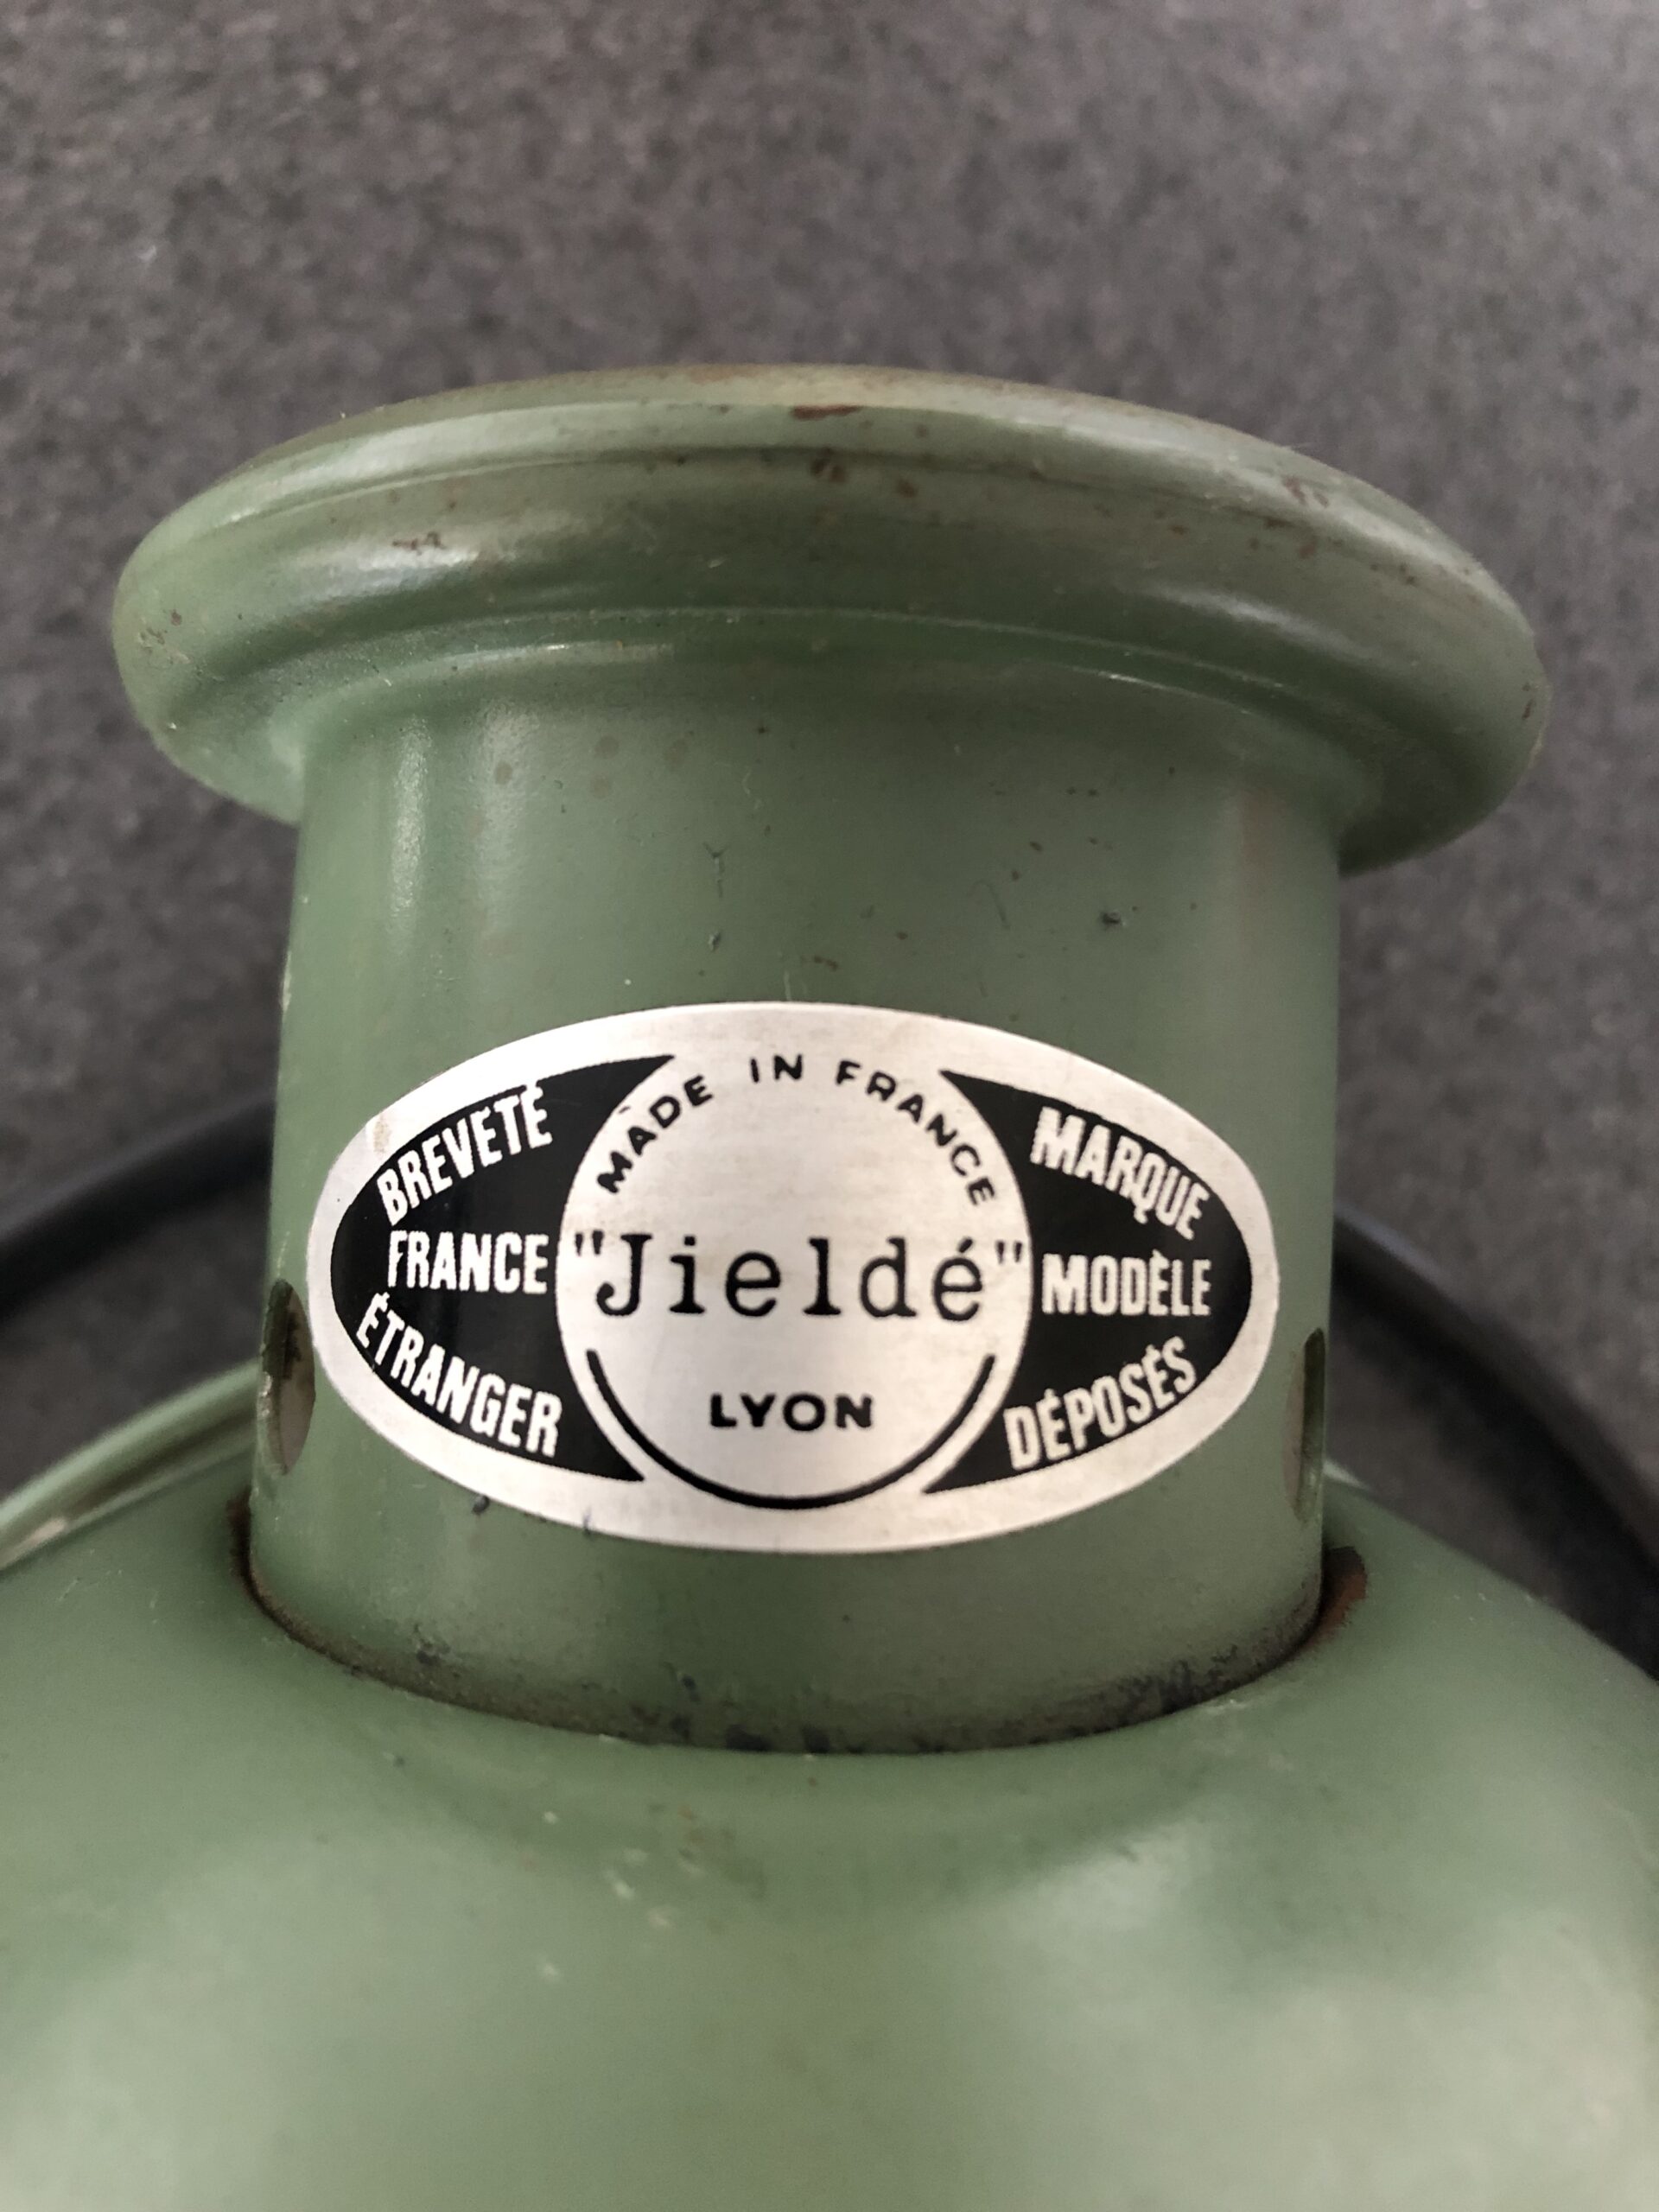 BREVETÉ
FRANCE
ÉTRANGER
MADE IN FRANCE
"Jieldé"
LYON
MARQUE
MODÈLE
DÉPOSÉS